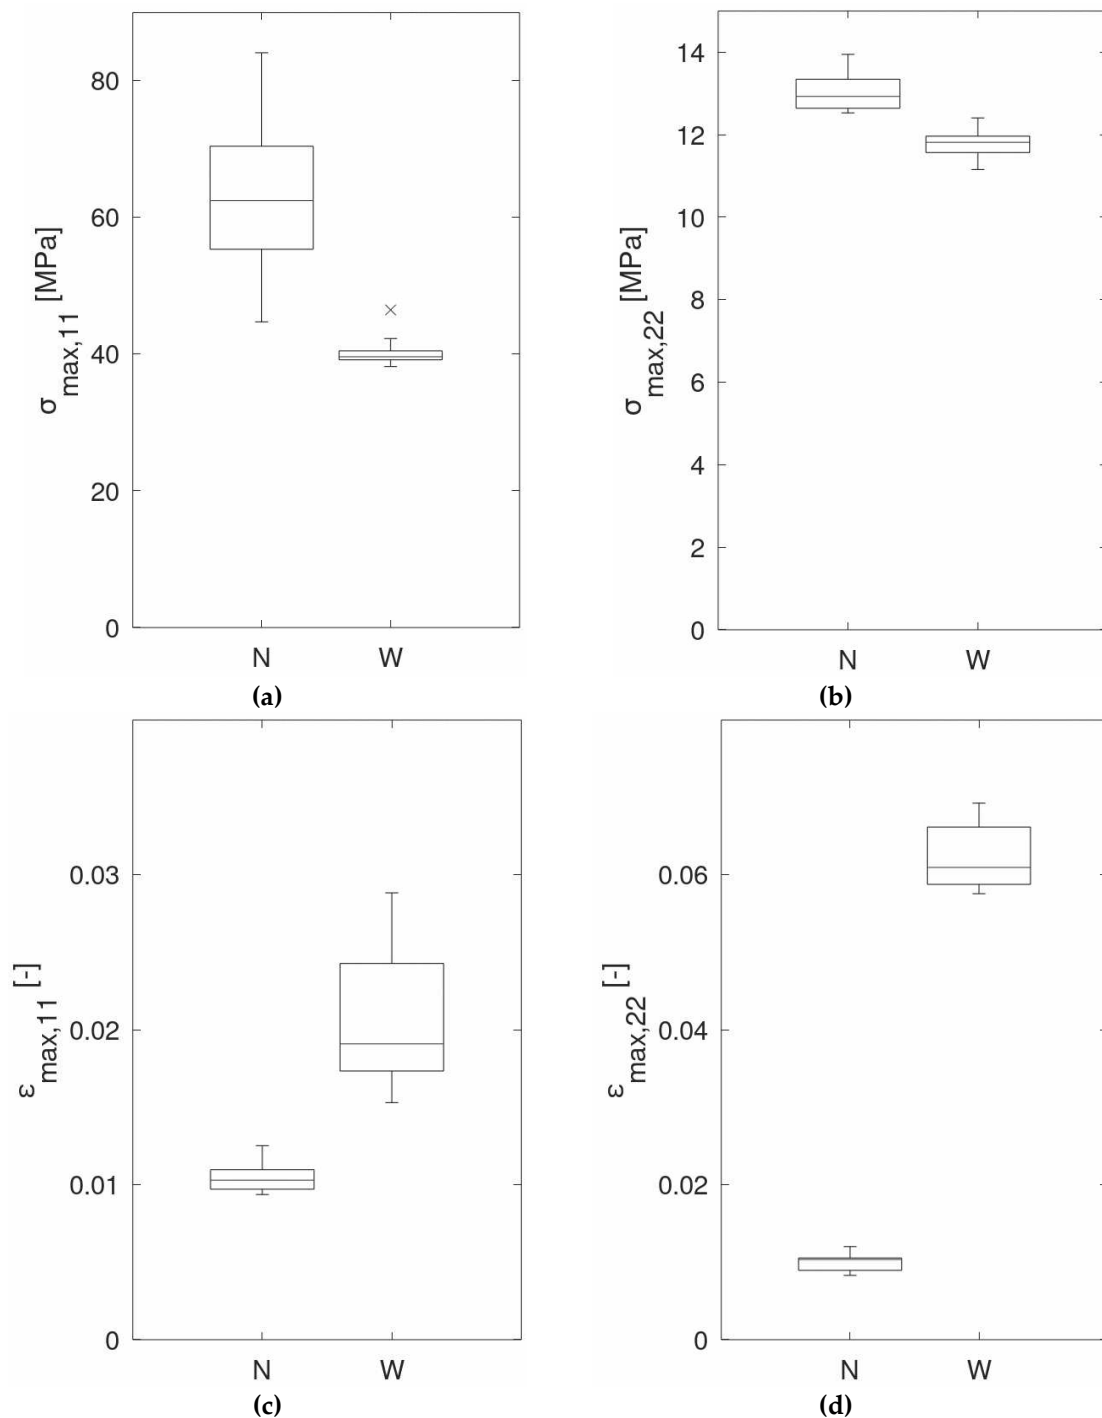 80
60
40
20
0
σ max,11 [MPa]
N W
(a)
14
12
10
8
6
4
2
0
σ max,22 [MPa]
N W
(b)
0.03
0.02
0.01
0
ε max,11 [-]
N W
(c)
0.06
0.04
0.02
0
ε max,22 [-]
N W
(d)